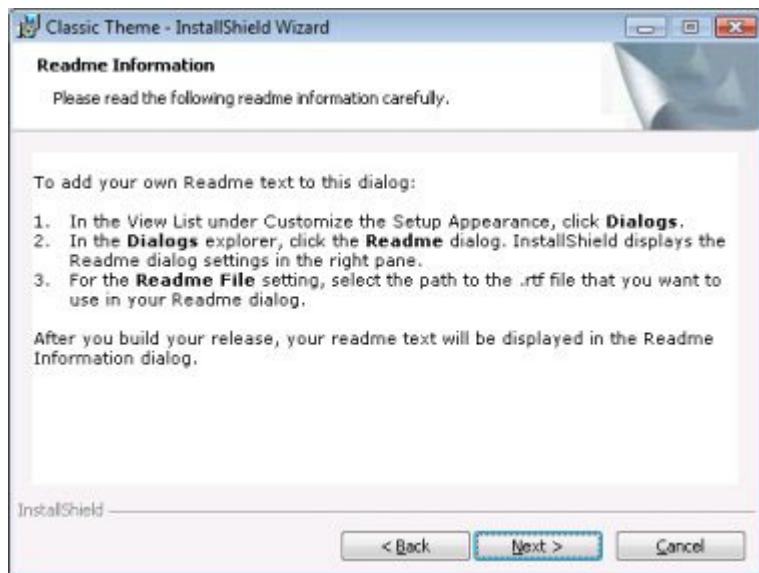 Classic Theme - InstallShield Wizard
Readme Information
Please read the following readme information carefully.
To add your own Readme text to this dialog:
1. In the View List under Customize the Setup Appearance, click Dialogs.
2. In the Dialogs explorer, click the Readme dialog. InstallShield displays the
Readme dialog settings in the right pane.
3. For the Readme File setting, select the path to the .rtf file that you want to
use in your Readme dialog.
After you build your release, your readme text will be displayed in the Readme
Information dialog.
InstallShield
< Back Next > Cancel